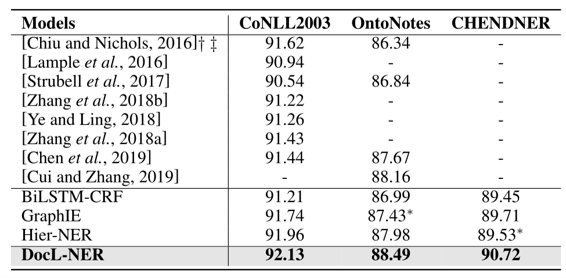 Models CoNLL2003 OntoNotes CHENDNER
[Chiu and Nichols, 2016]† ‡ 91.62 86.34 -
[Lample et al., 2016] 90.94 - -
[Strubell et al., 2017] 90.54 86.84 -
[Zhang et al., 2018b] 91.22 - -
[Ye and Ling, 2018] 91.26 - -
[Zhang et al., 2018a] 91.43 - -
[Chen et al., 2019] 91.44 87.67 -
[Cui and Zhang, 2019] - 88.16 -
BiLSTM-CRF 91.21 86.99 89.45
GraphIE 91.74 87.43* 89.71
Hier-NER 91.96 87.98 89.53*
DocL-NER 92.13 88.49 90.72